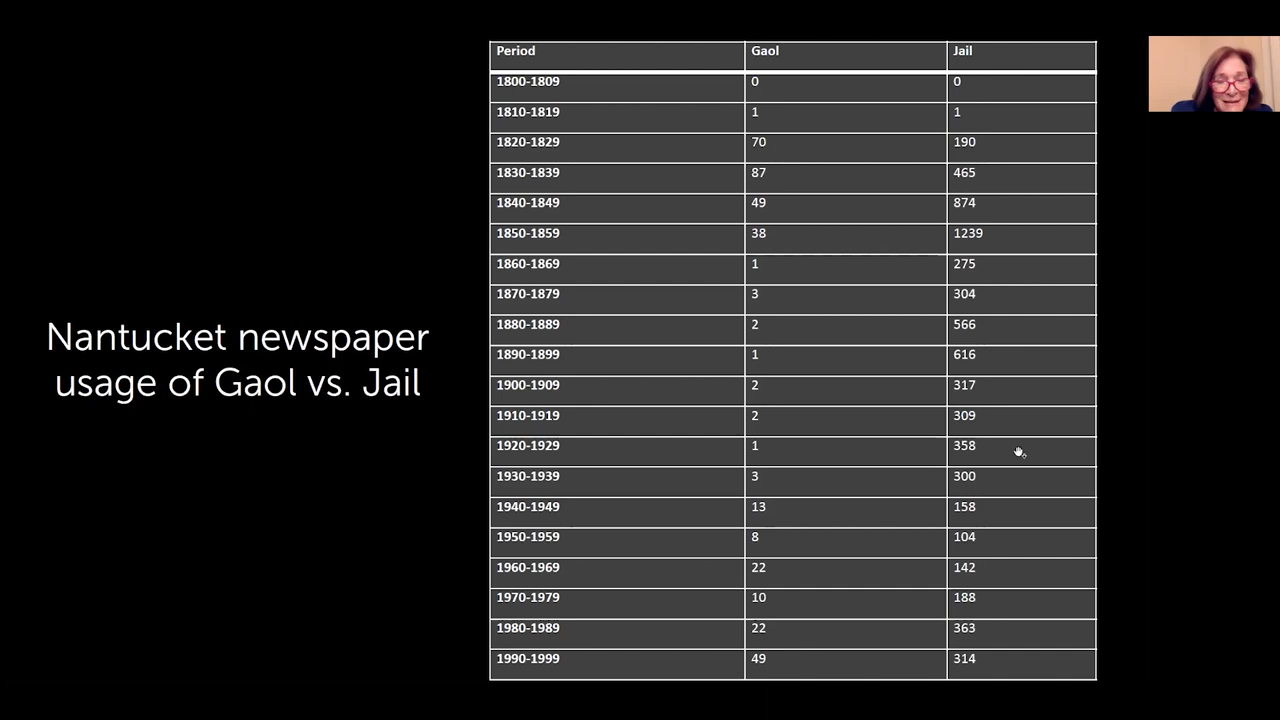 Nantucket newspaper
usage of Gaol vs. Jail
Period Gaol Jail
1800-1809 0 0
1810-1819 1 1
1820-1829 70 190
1830-1839 87 465
1840-1849 49 874
1850-1859 38 1239
1860-1869 1 275
1870-1879 3 304
1880-1889 2 566
1890-1899 1 616
1900-1909 2 317
1910-1919 2 309
1920-1929 1 358
1930-1939 3 300
1940-1949 13 158
1950-1959 8 104
1960-1969 22 142
1970-1979 10 188
1980-1989 22 363
1990-1999 49 314